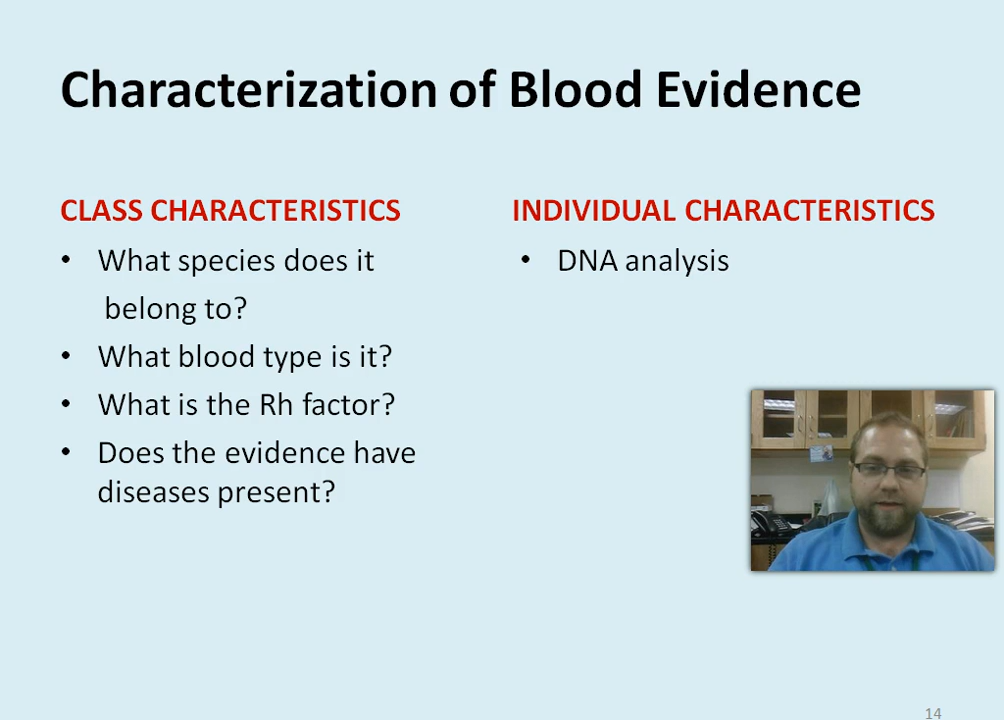 Characterization of Blood Evidence
CLASS CHARACTERISTICS
• What species does it
belong to?
• What blood type is it?
• What is the Rh factor?
• Does the evidence have
diseases present?
INDIVIDUAL CHARACTERISTICS
• DNA analysis
14